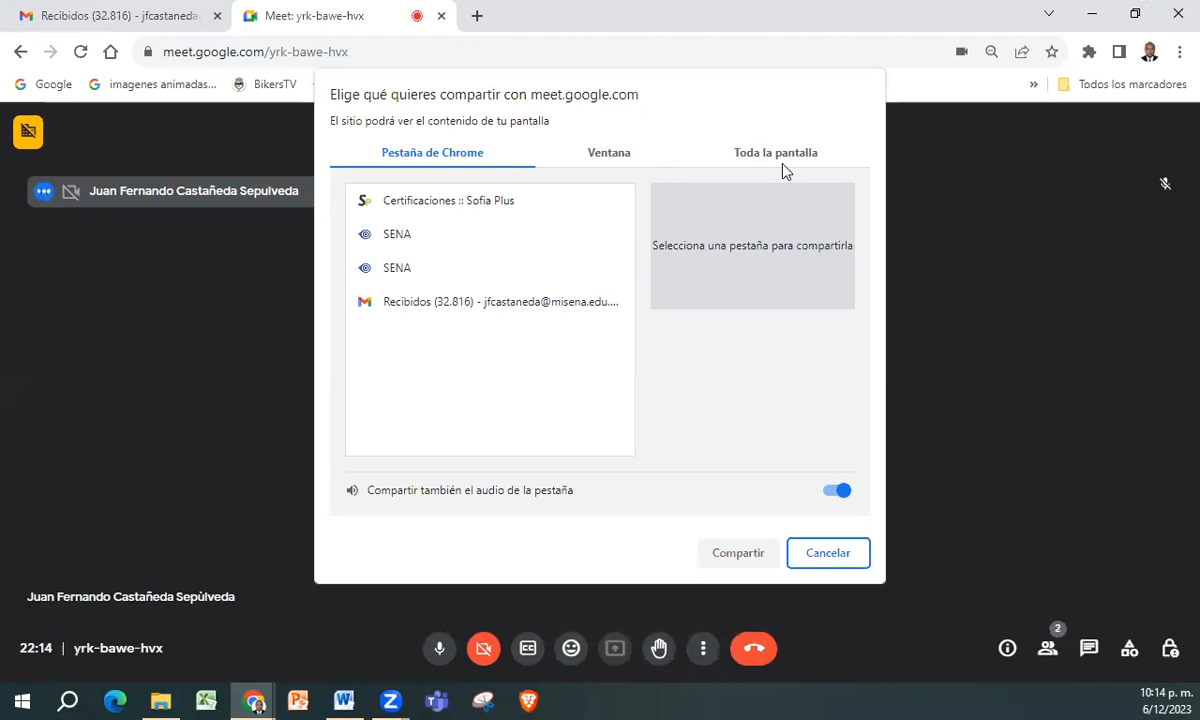 Recibidos (32.816) - jfcastaneda
Meet: yrk-bawe-hvx
meet.google.com/yrk-bawe-hvx
Google
imagenes animadas...
BikersTV
»
Todos los marcadores
Elige qué quieres compartir con meet.google.com
El sitio podrá ver el contenido de tu pantalla
Pestaña de Chrome
Ventana
Toda la pantalla
Juan Fernando Castañeda Sepulveda
Certificaciones :: Sofia Plus
SENA
SENA
Recibidos (32.816) - jfcastaneda@misena.edu....
Selecciona una pestaña para compartirla
Compartir también el audio de la pestaña
Compartir
Cancelar
Juan Fernando Castañeda Sepùlveda
22:14 | yrk-bawe-hvx
2
10:14 p. m.
6/12/2023